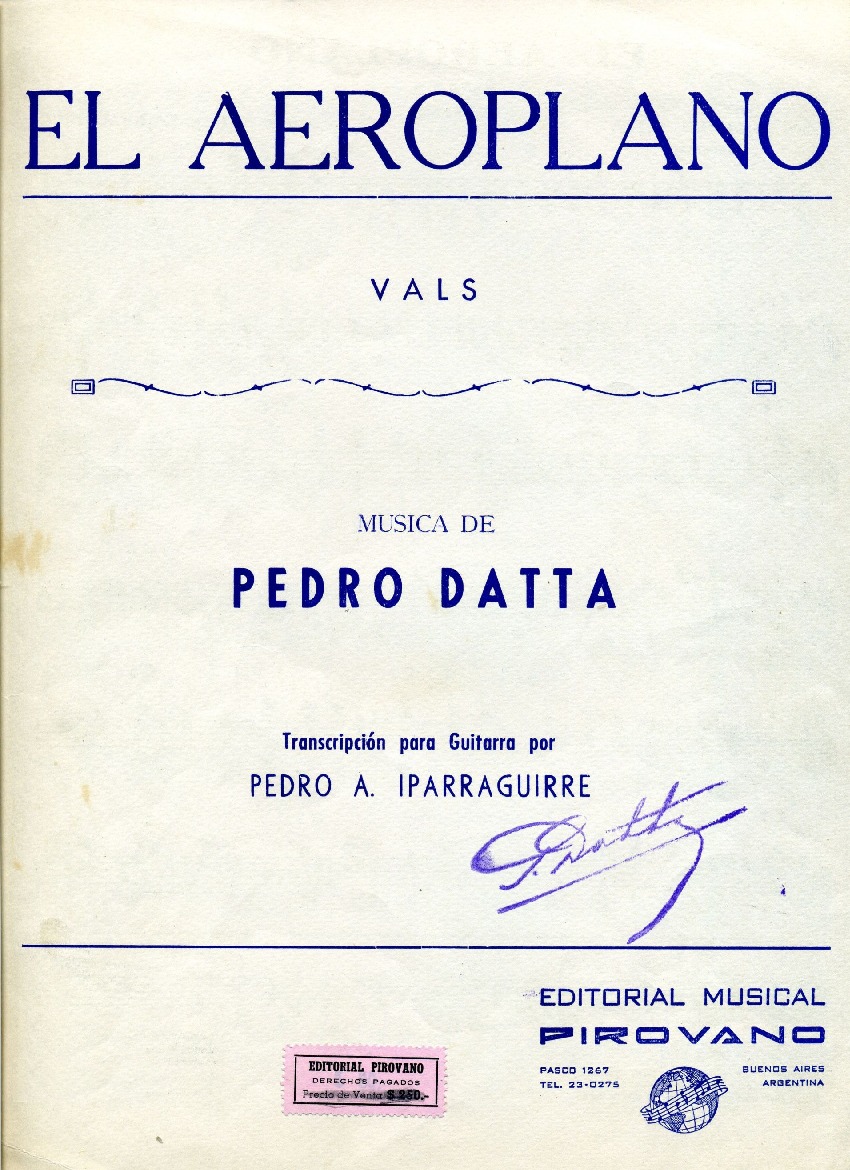 EL AEROPLANO
VALS
MUSICA DE
PEDRO DATTA
Transcripción para Guitarra por
PEDRO A. IPARRAGUIRRE
P. Datta
EDITORIAL MUSICAL
PIROVANO
PASCO 1267
TEL. 23-0275
BUENOS AIRES
ARGENTINA
EDITORIAL PIROVANO
DERECHOS PAGADOS
Precio de Venta $ 250.-